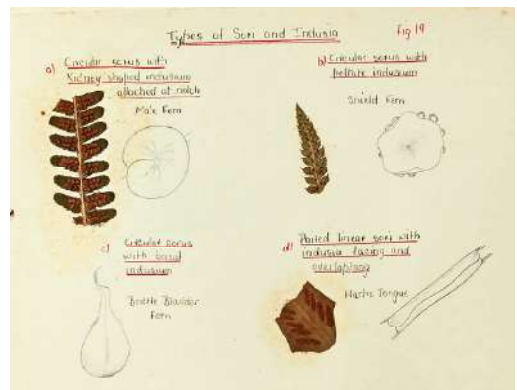 Types of Sori and Indusia
Fig 19
a) Circular sorus with
Kidney shaped indusium
attached at notch
Male Fern
b) Circular sorus with
peltate indusium
Shield Fern
c) Circular sorus
with basal
indusium
Brittle Bladder
Fern
d) Paired linear sori with
indusia facing and
overlapping
Harts Tongue